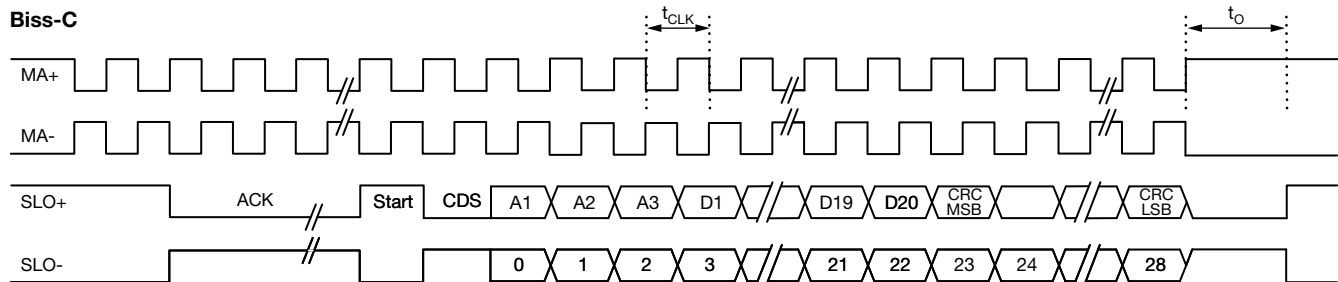 Biss-C
tCLK
tO
MA+
MA-
SLO+ ACK Start CDS A1 A2 A3 D1 D19 D20 CRC MSB CRC LSB
SLO- 0 1 2 3 21 22 23 24 28